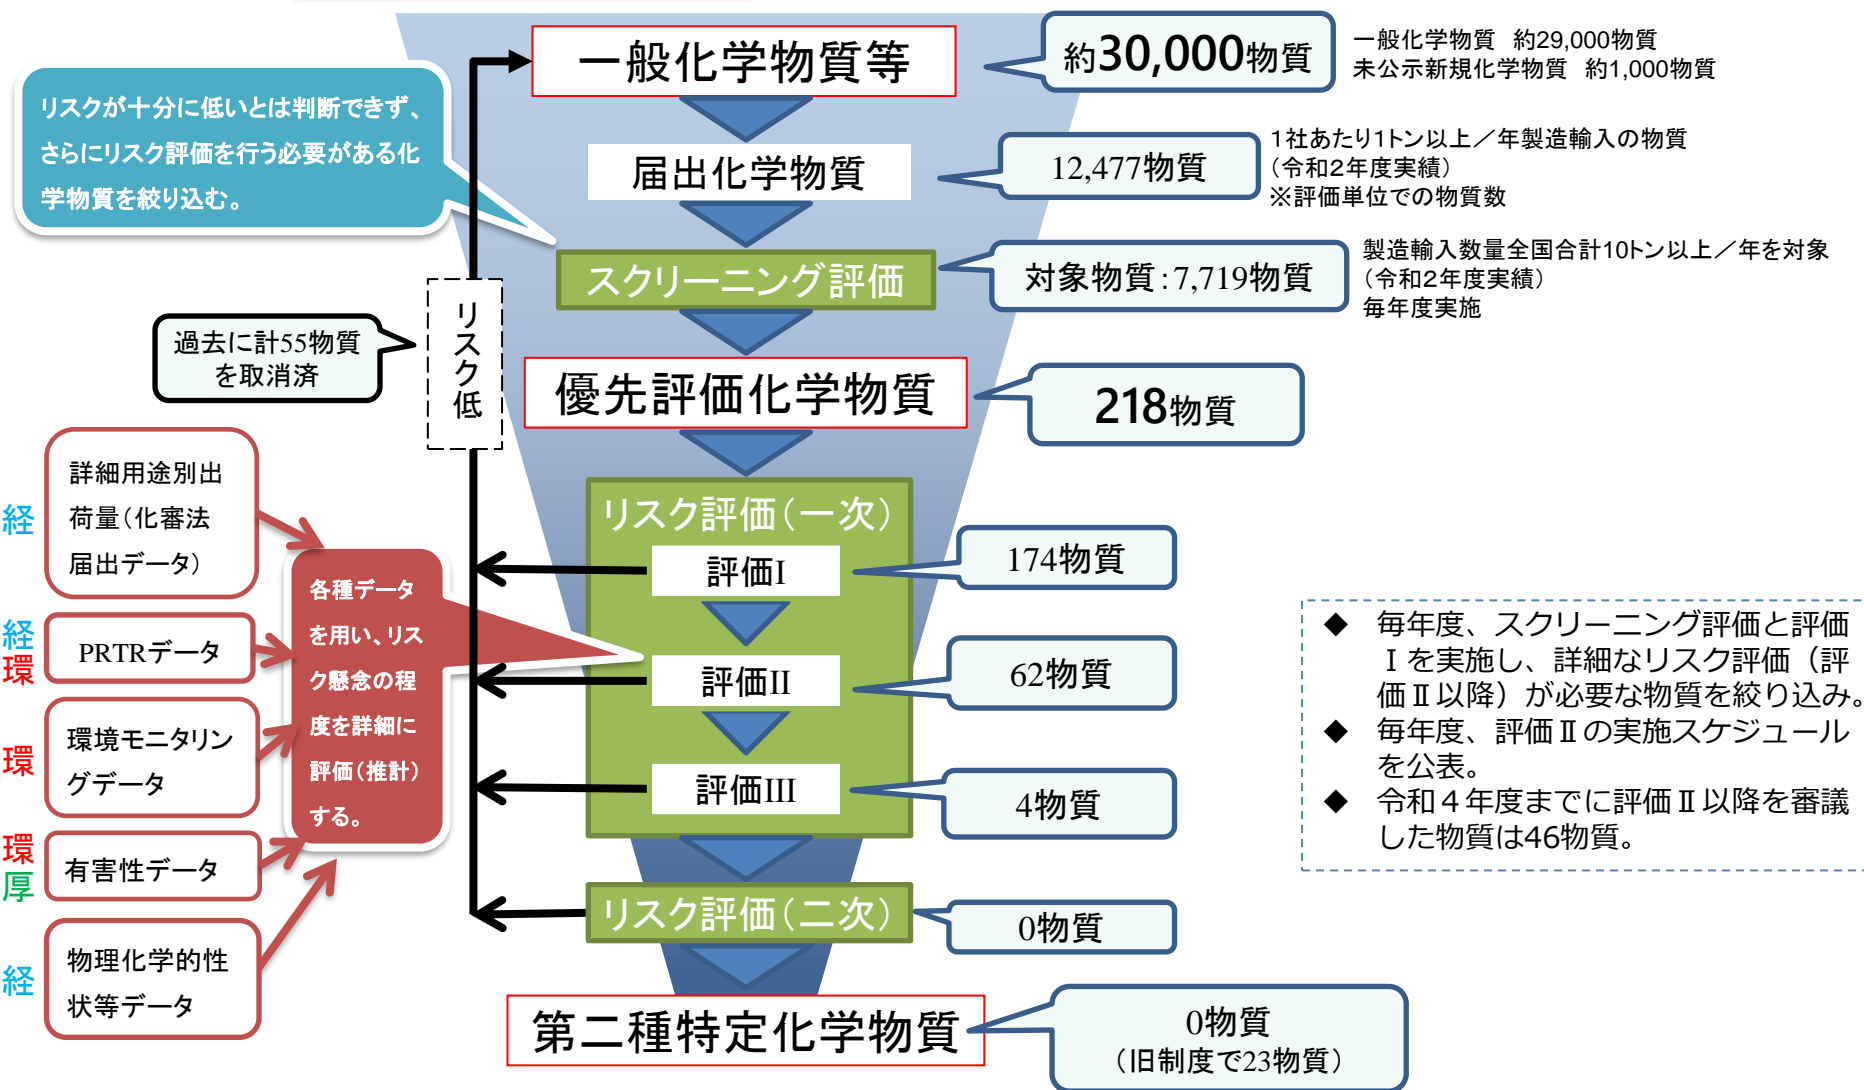 一般化学物質等
約30,000物質
一般化学物質　約29,000物質
未公示新規化学物質　約1,000物質
リスクが十分に低いとは判断できず、
さらにリスク評価を行う必要がある化
学物質を絞り込む。
届出化学物質
12,477物質
1社あたり1トン以上／年製造輸入の物質
（令和2年度実績）
※評価単位での物質数
スクリーニング評価
対象物質：7,719物質
製造輸入数量全国合計10トン以上／年を対象
（令和2年度実績）
毎年度実施
リスク低
過去に計55物質
を取消済
優先評価化学物質
218物質
リスク評価（一次）
評価I
174物質
評価II
62物質
評価III
4物質
リスク評価（二次）
0物質
第二種特定化学物質
0物質
（旧制度で23物質）
経
詳細用途別出
荷量（化審法
届出データ）
経
環
PRTRデータ
環
環境モニタリン
グデータ
環
厚
有害性データ
経
物理化学的性
状等データ
各種データ
を用い、リス
ク懸念の程
度を詳細に
評価（推計）
する。
◆ 毎年度、スクリーニング評価と評価
Ⅰを実施し、詳細なリスク評価（評
価Ⅱ以降）が必要な物質を絞り込み。
◆ 毎年度、評価Ⅱの実施スケジュール
を公表。
◆ 令和４年度までに評価Ⅱ以降を審議
した物質は46物質。